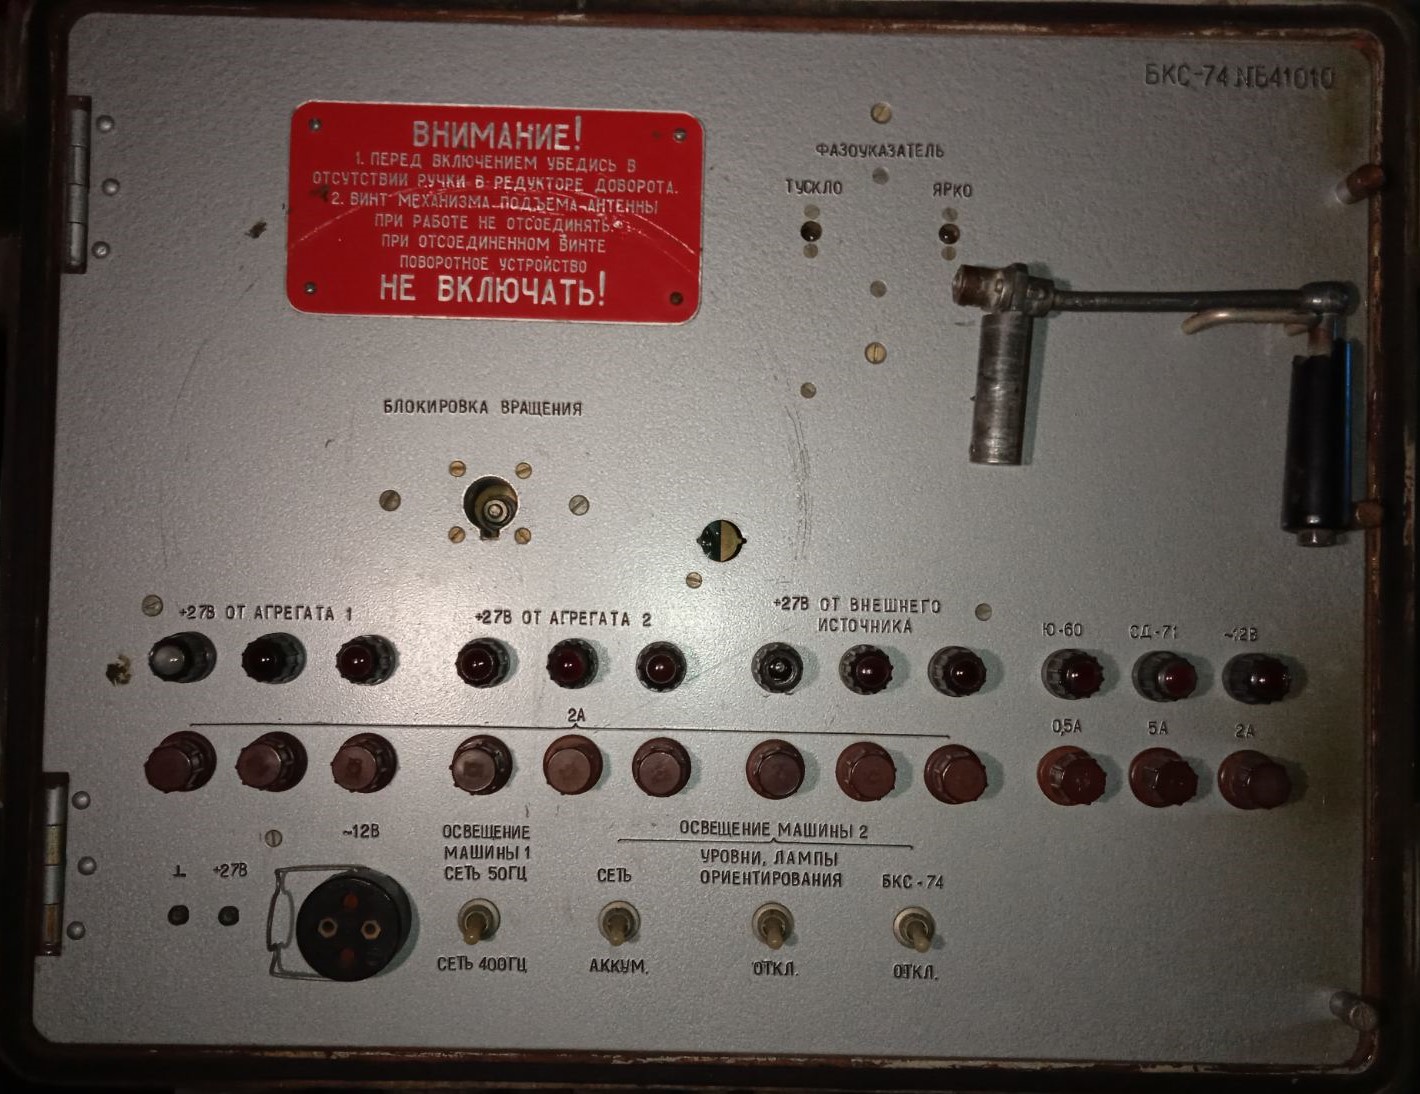 БКС-74 №Б41010
ВНИМАНИЕ!
1. ПЕРЕД ВКЛЮЧЕНИЕМ УБЕДИСЬ В
ОТСУТСТВИИ РУЧКИ В РЕДУКТОРЕ ДОВОРОТА.
2. ВИНТ МЕХАНИЗМА ПОДЪЕМА АНТЕННЫ
ПРИ РАБОТЕ НЕ ОТСОЕДИНЯТЬ.
ПРИ ОТСОЕДИНЕННОМ ВИНТЕ
ПОВОРОТНОЕ УСТРОЙСТВО
НЕ ВКЛЮЧАТЬ!
ФАЗОУКАЗАТЕЛЬ
ТУСКЛО ЯРКО
БЛОКИРОВКА ВРАЩЕНИЯ
+27В ОТ АГРЕГАТА 1
+27В ОТ АГРЕГАТА 2
+27В ОТ ВНЕШНЕГО
ИСТОЧНИКА
Ю-60 СД-71 ~12В
2А
0,5А 5А 2А
⊥ +27В
~12В
ОСВЕЩЕНИЕ
МАШИНЫ 1
СЕТЬ 50ГЦ
СЕТЬ 400ГЦ
ОСВЕЩЕНИЕ МАШИНЫ 2
СЕТЬ
АККУМ.
УРОВНИ, ЛАМПЫ
ОРИЕНТИРОВАНИЯ
ОТКЛ.
БКС-74
ОТКЛ.